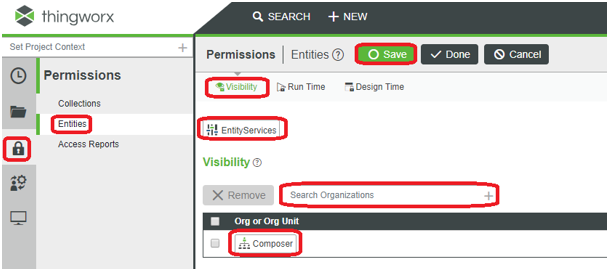 thingworx
SEARCH
+ NEW
Set Project Context +
Permissions
Collections
Entities
Access Reports
Permissions | Entities ?
Save
Done
Cancel
Visibility
Run Time
Design Time
EntityServices
Visibility ?
× Remove
Search Organizations +
Org or Org Unit
Composer